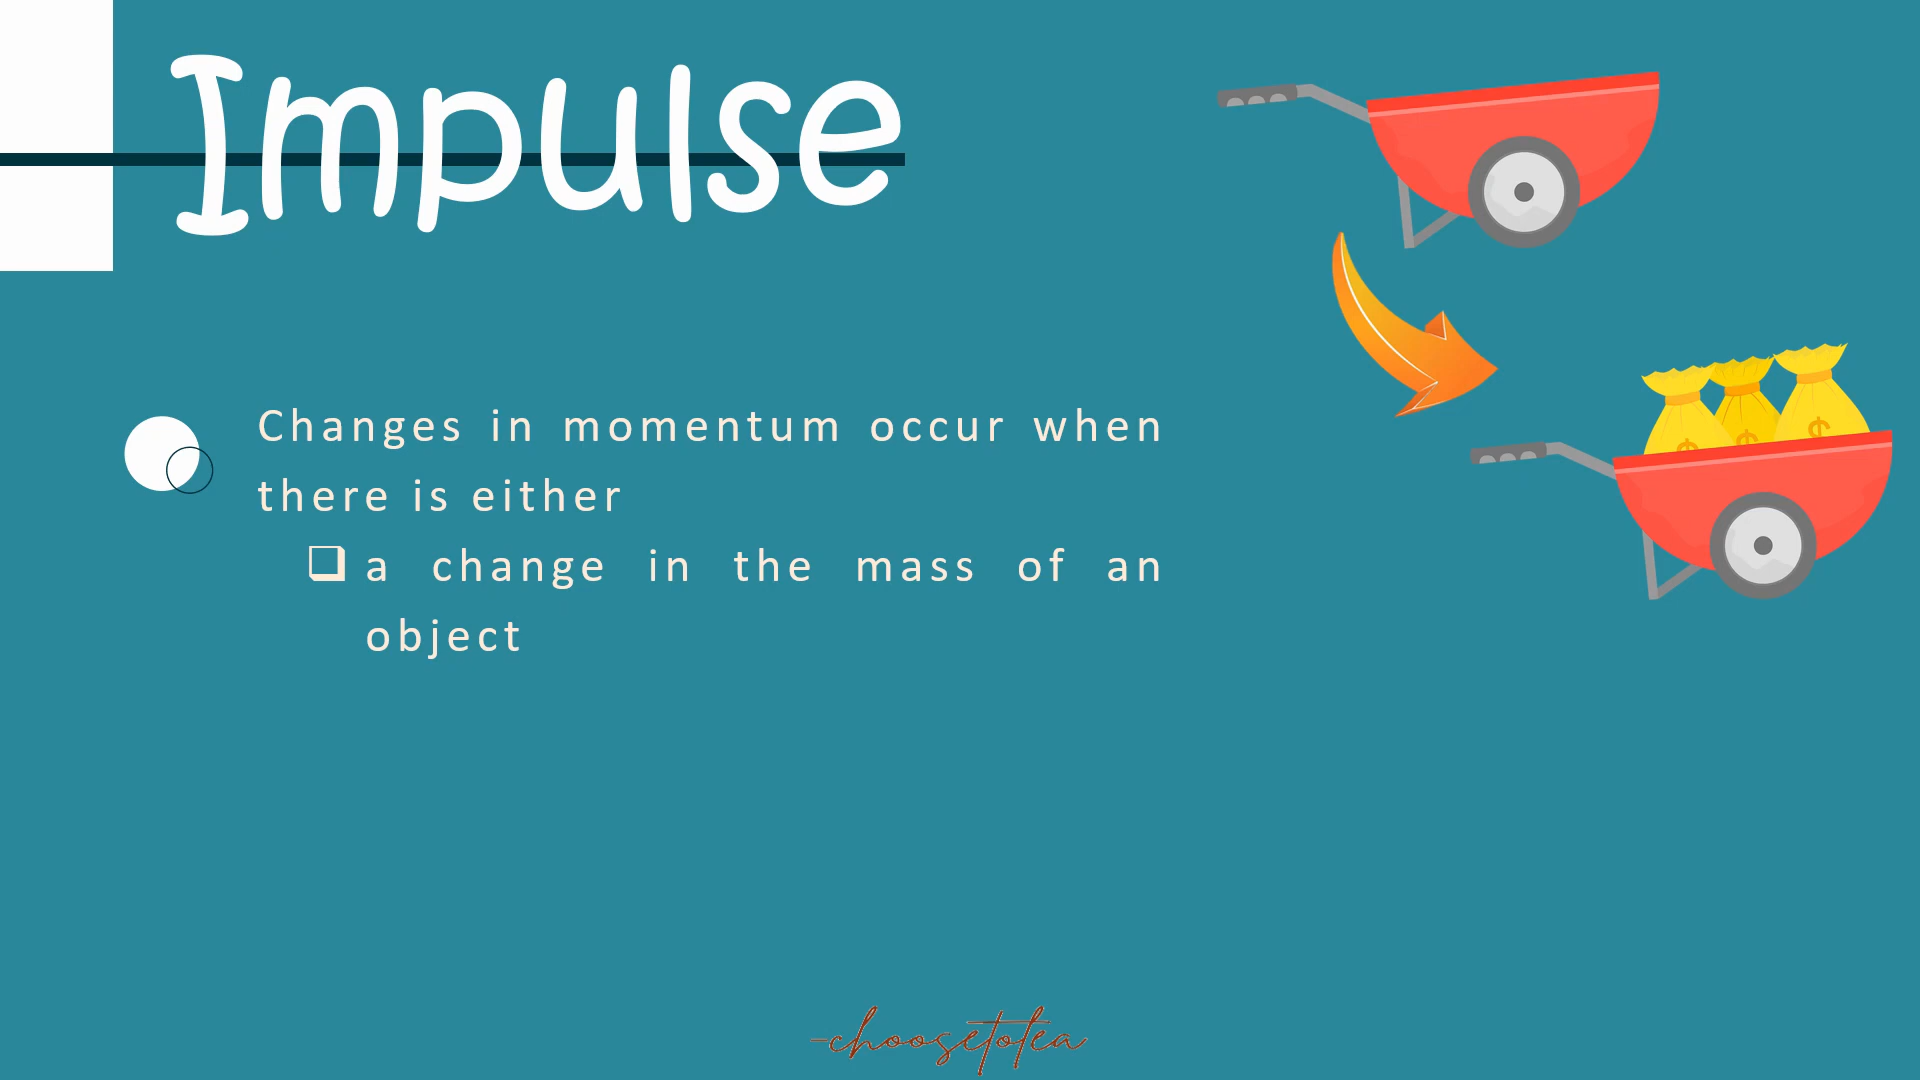 Impulse
Changes in momentum occur when
there is either
❑ a change in the mass of an
object
-choosetotea